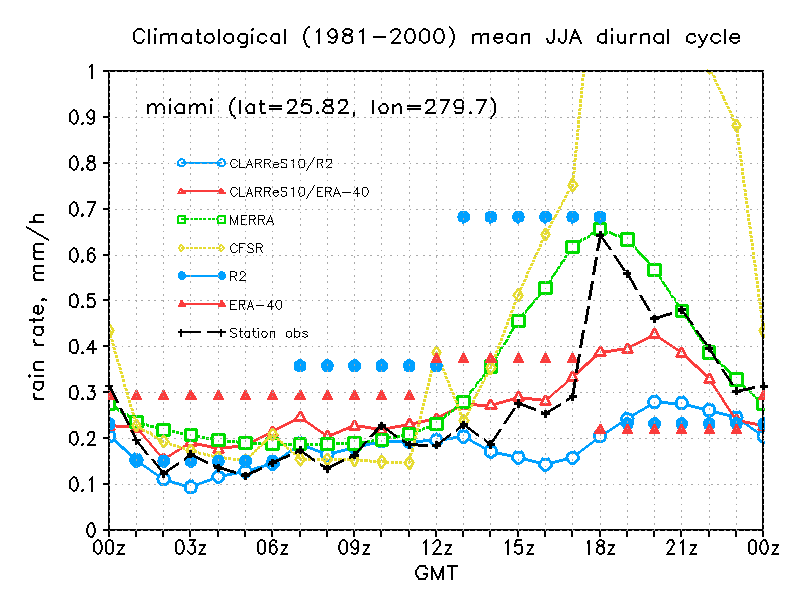 Climatological (1981-2000) mean JJA diurnal cycle
miami (lat=25.82, lon=279.7)
CLARReS10/R2
CLARReS10/ERA-40
MERRA
CFSR
R2
ERA-40
Station obs
rain rate, mm/h
1
0.9
0.8
0.7
0.6
0.5
0.4
0.3
0.2
0.1
0
00z 03z 06z 09z 12z 15z 18z 21z 00z
GMT